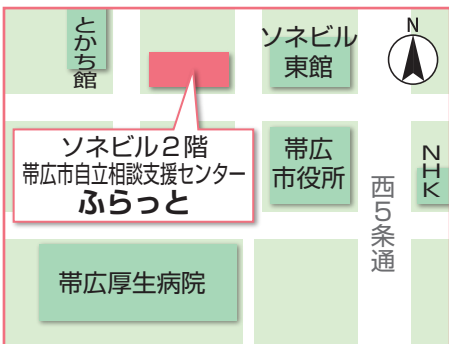 とかち館
ソネビル
東館
N
ソネビル２階
帯広市自立相談支援センター
ふらっと
帯広
市役所
NHK
西5条通
帯広厚生病院